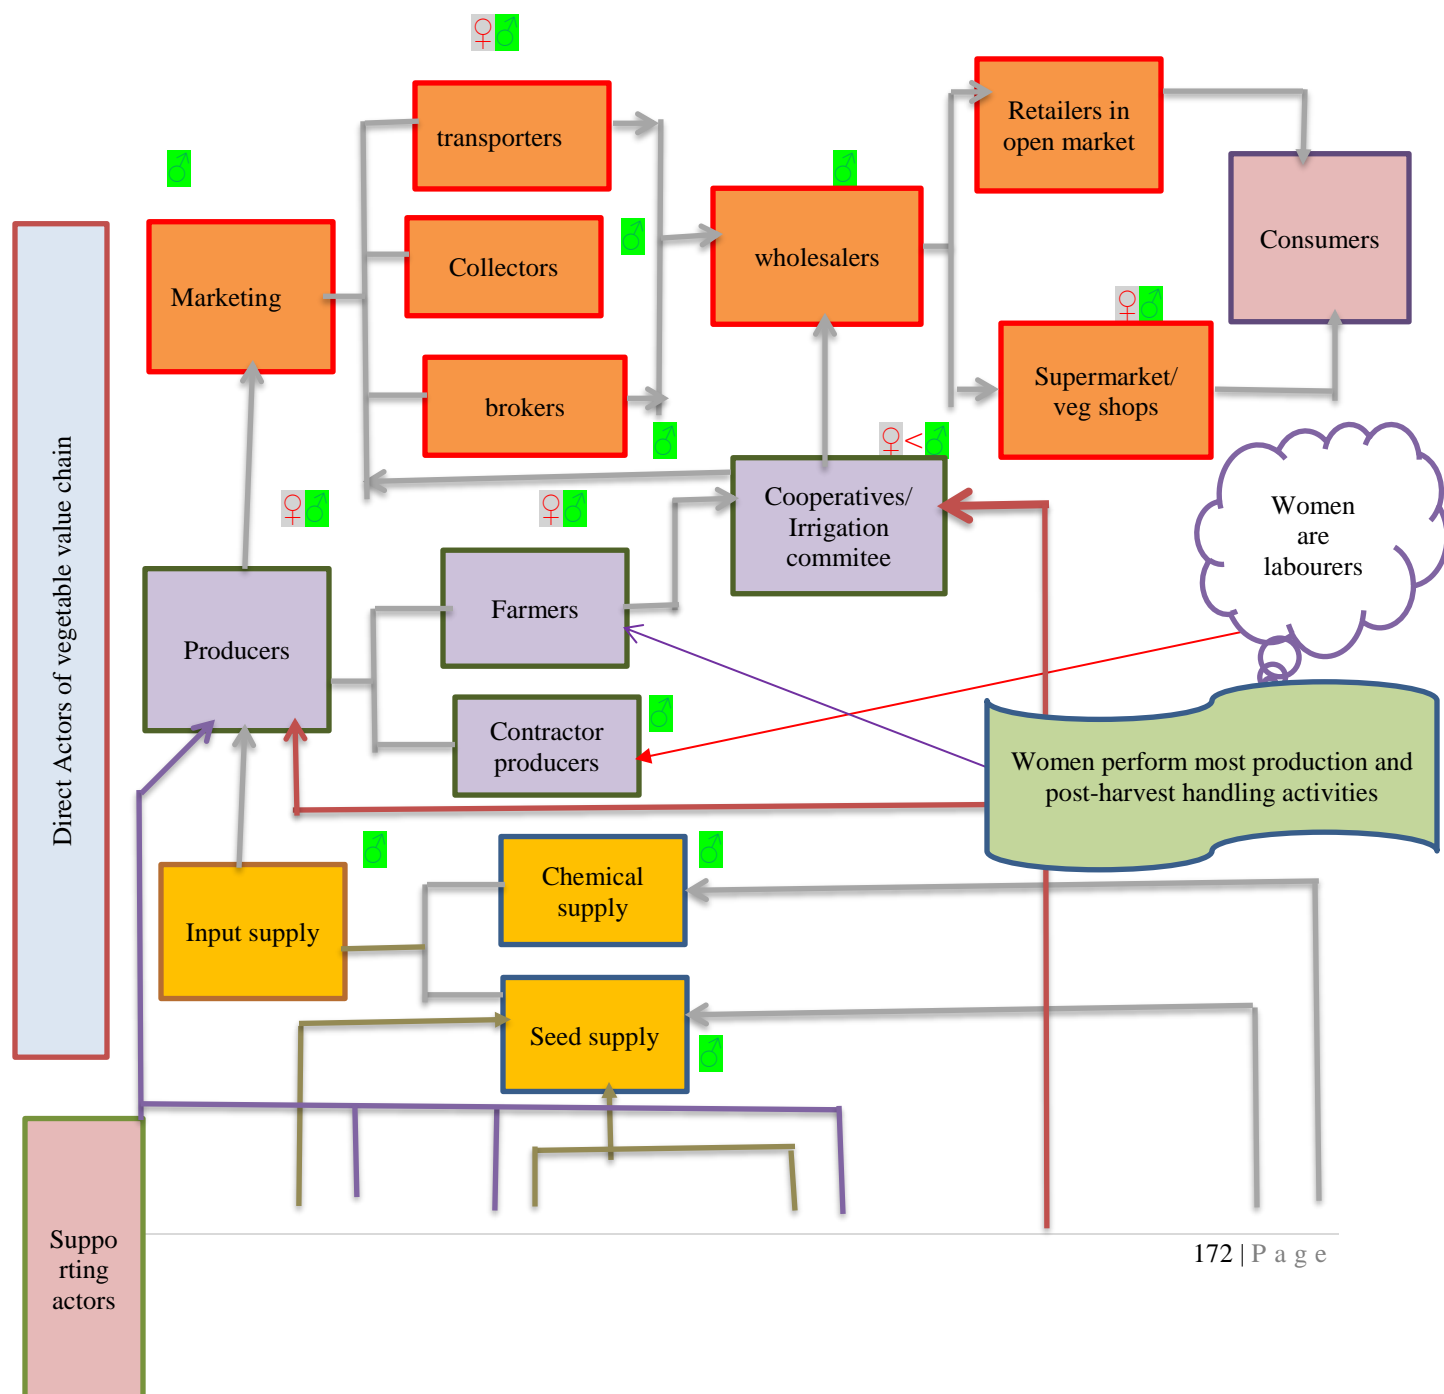 ♀♂
transporters
Retailers in
open market
♂
♂
Marketing
Collectors
♂
wholesalers
Consumers
♀♂
brokers
♂
Supermarket/
veg shops
♀<♂
Direct Actors of vegetable value chain
♀♂
♀♂
Cooperatives/
Irrigation
commitee
Women
are
labourers
Producers
Farmers
♂
Contractor
producers
Women perform most production and
post-harvest handling activities
♂
♂
Input supply
Chemical
supply
Seed supply
♂
Suppo
rting
actors
172 | P a g e